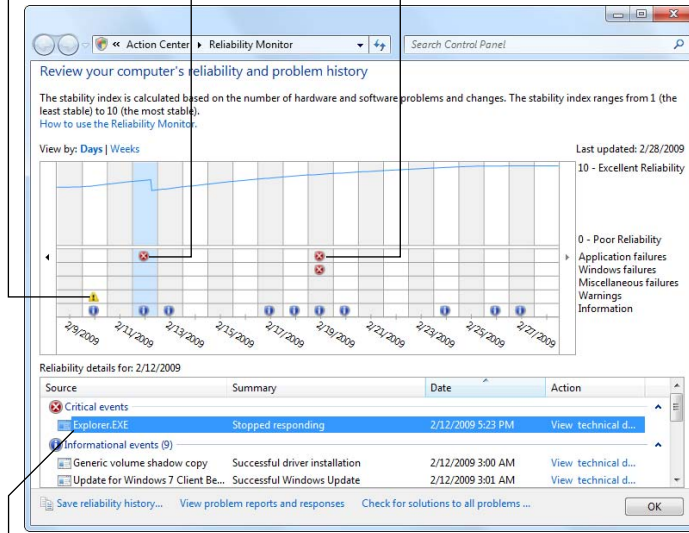 « Action Center ▸ Reliability Monitor
Search Control Panel
Review your computer's reliability and problem history
The stability index is calculated based on the number of hardware and software problems and changes. The stability index ranges from 1 (the
least stable) to 10 (the most stable).
How to use the Reliability Monitor.
View by: Days | Weeks
Last updated: 2/28/2009
10 - Excellent Reliability
0 - Poor Reliability
Application failures
Windows failures
Miscellaneous failures
Warnings
Information
2/9/2009 2/11/2009 2/13/2009 2/15/2009 2/17/2009 2/19/2009 2/21/2009 2/23/2009 2/25/2009 2/27/2009
Reliability details for: 2/12/2009
Source Summary Date Action
Critical events
Explorer.EXE Stopped responding 2/12/2009 5:23 PM View technical d...
Informational events (9)
Generic volume shadow copy Successful driver installation 2/12/2009 3:00 AM View technical d...
Update for Windows 7 Client Be... Successful Windows Update 2/12/2009 3:01 AM View technical d...
Save reliability history... View problem reports and responses Check for solutions to all problems ...
OK